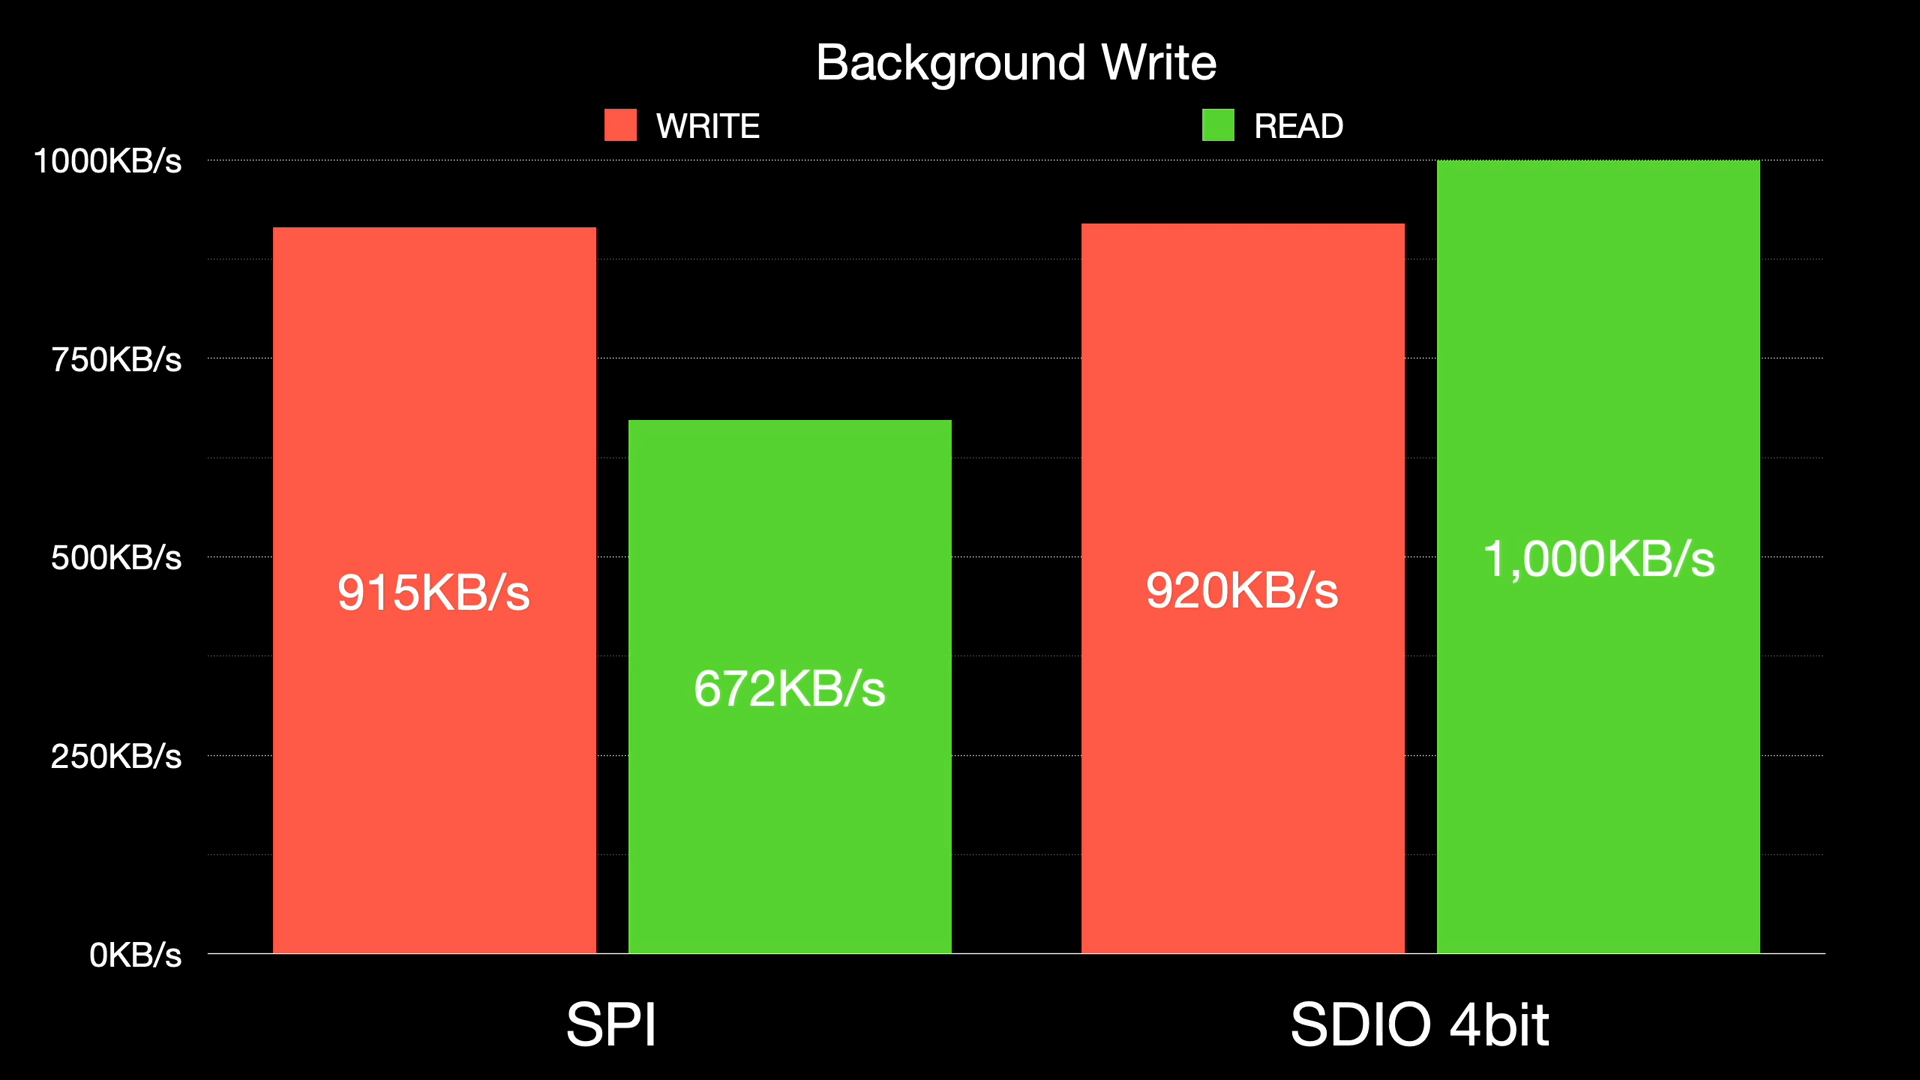 Background Write
WRITE
READ
1000KB/s
750KB/s
500KB/s
250KB/s
0KB/s
915KB/s
672KB/s
920KB/s
1,000KB/s
SPI
SDIO 4bit